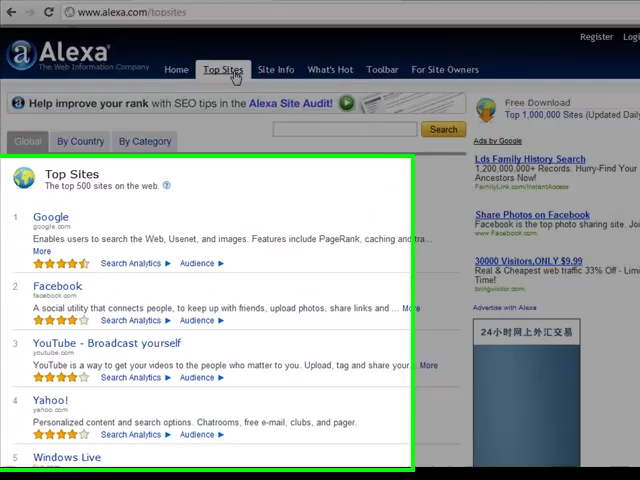 www.alexa.com/topsites
Register
Alexa
The Web Information Company
Home
Top Sites
Site Info
What's Hot
Toolbar
For Site Owners
Help improve your rank with SEO tips in the Alexa Site Audit!
Free Download
Top 1,000,000 Sites (Updated Daily
Search
Global
By Country
By Category
Ads by Google
Lds Family History Search
1,200,000,000+ Records. Hurry-Find Your
Ancestors Now!
FamilyLink.com/InstantAccess
Share Photos on Facebook
Facebook is the top photo sharing site. Jo
www.Facebook.com
30000 Visitors,ONLY $9.99
Real & Cheapest web traffic 33% Off - Limi
Time!
bringvisitor.com
Advertise with Alexa
24小时网上外汇交易
Top Sites
The top 500 sites on the web.
1
Google
google.com
Enables users to search the Web, Usenet, and images. Features include PageRank, caching and tra...
More
Search Analytics
Audience
2
Facebook
facebook.com
A social utility that connects people, to keep up with friends, upload photos, share links and ... More
Search Analytics
Audience
3
YouTube - Broadcast yourself
youtube.com
YouTube is a way to get your videos to the people who matter to you. Upload, tag and share your... More
Search Analytics
Audience
4
Yahoo!
yahoo.com
Personalized content and search options. Chatrooms, free e-mail, clubs, and pager.
Search Analytics
Audience
5
Windows Live